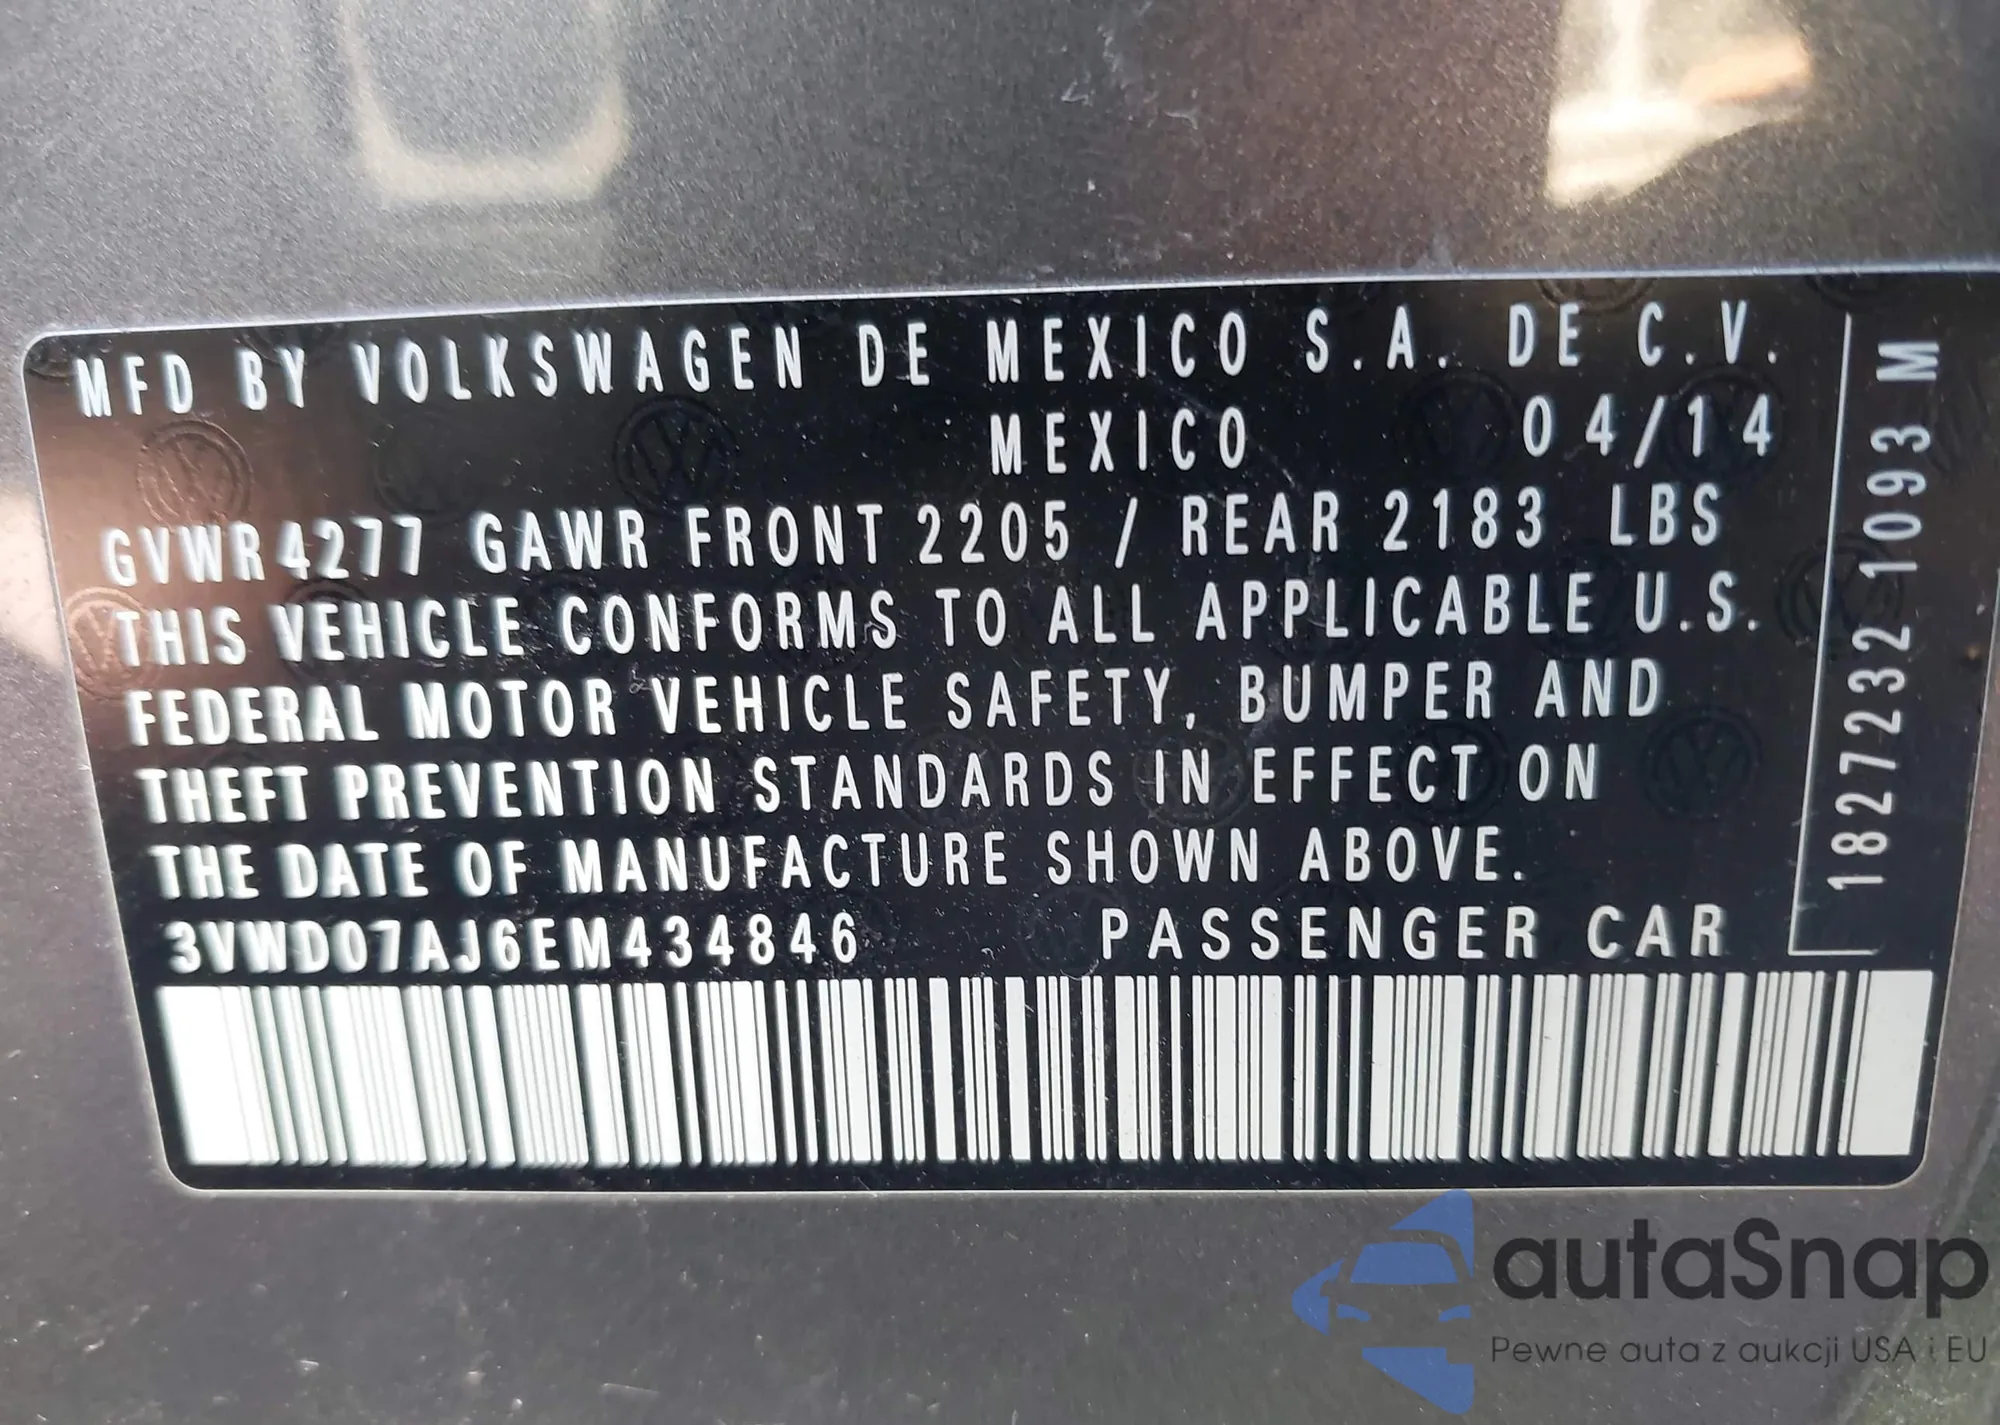 MFD BY VOLKSWAGEN DE MEXICO S.A. DE C.V.
MEXICO 04/14
GVWR 4277 GAWR FRONT 2205 / REAR 2183 LBS
THIS VEHICLE CONFORMS TO ALL APPLICABLE U.S.
FEDERAL MOTOR VEHICLE SAFETY, BUMPER AND
THEFT PREVENTION STANDARDS IN EFFECT ON
THE DATE OF MANUFACTURE SHOWN ABOVE.
3VWD07AJ6EM434846 PASSENGER CAR
1827232-1093 M
autaSnap
Pewne auta z aukcji USA i EU